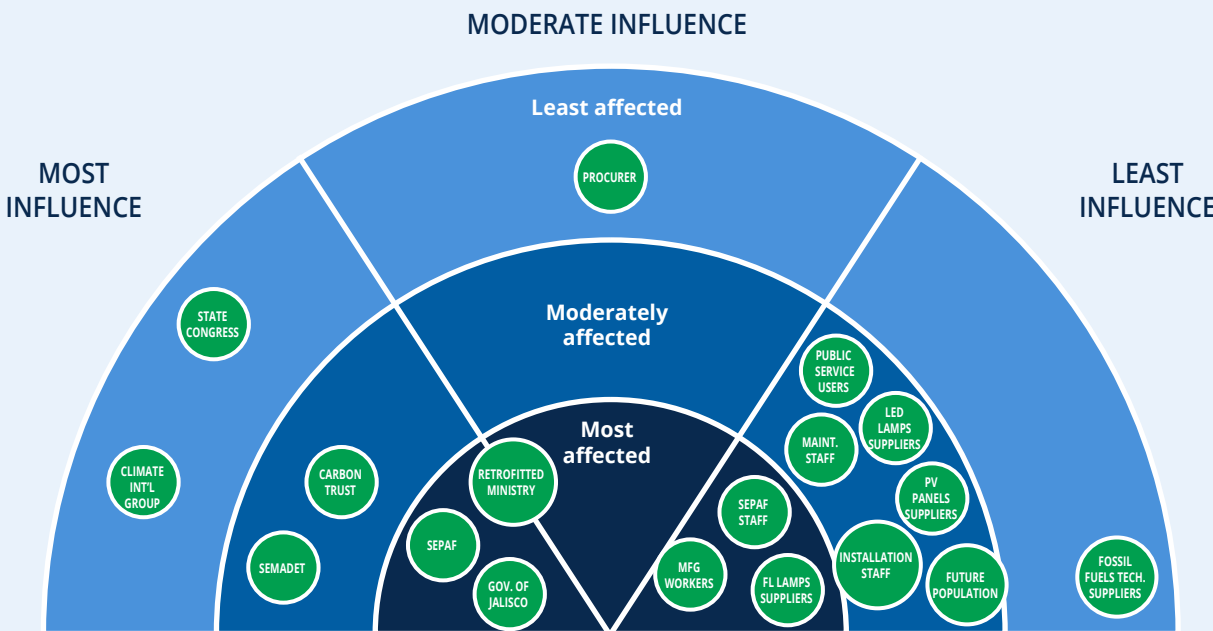 MODERATE INFLUENCE
Least affected
PROCURER
MOST
INFLUENCE
LEAST
INFLUENCE
STATE
CONGRESS
Moderately
affected
PUBLIC
SERVICE
USERS
LED
LAMPS
SUPPLIERS
MAINT.
STAFF
Most
affected
CLIMATE
INT'L
GROUP
CARBON
TRUST
RETROFITTED
MINISTRY
PV
PANELS
SUPPLIERS
SEPAF
STAFF
SEPAF
SEMADET
GOV. OF
JALISCO
MFG
WORKERS
FL LAMPS
SUPPLIERS
INSTALLATION
STAFF
FUTURE
POPULATION
FOSSIL
FUELS TECH.
SUPPLIERS